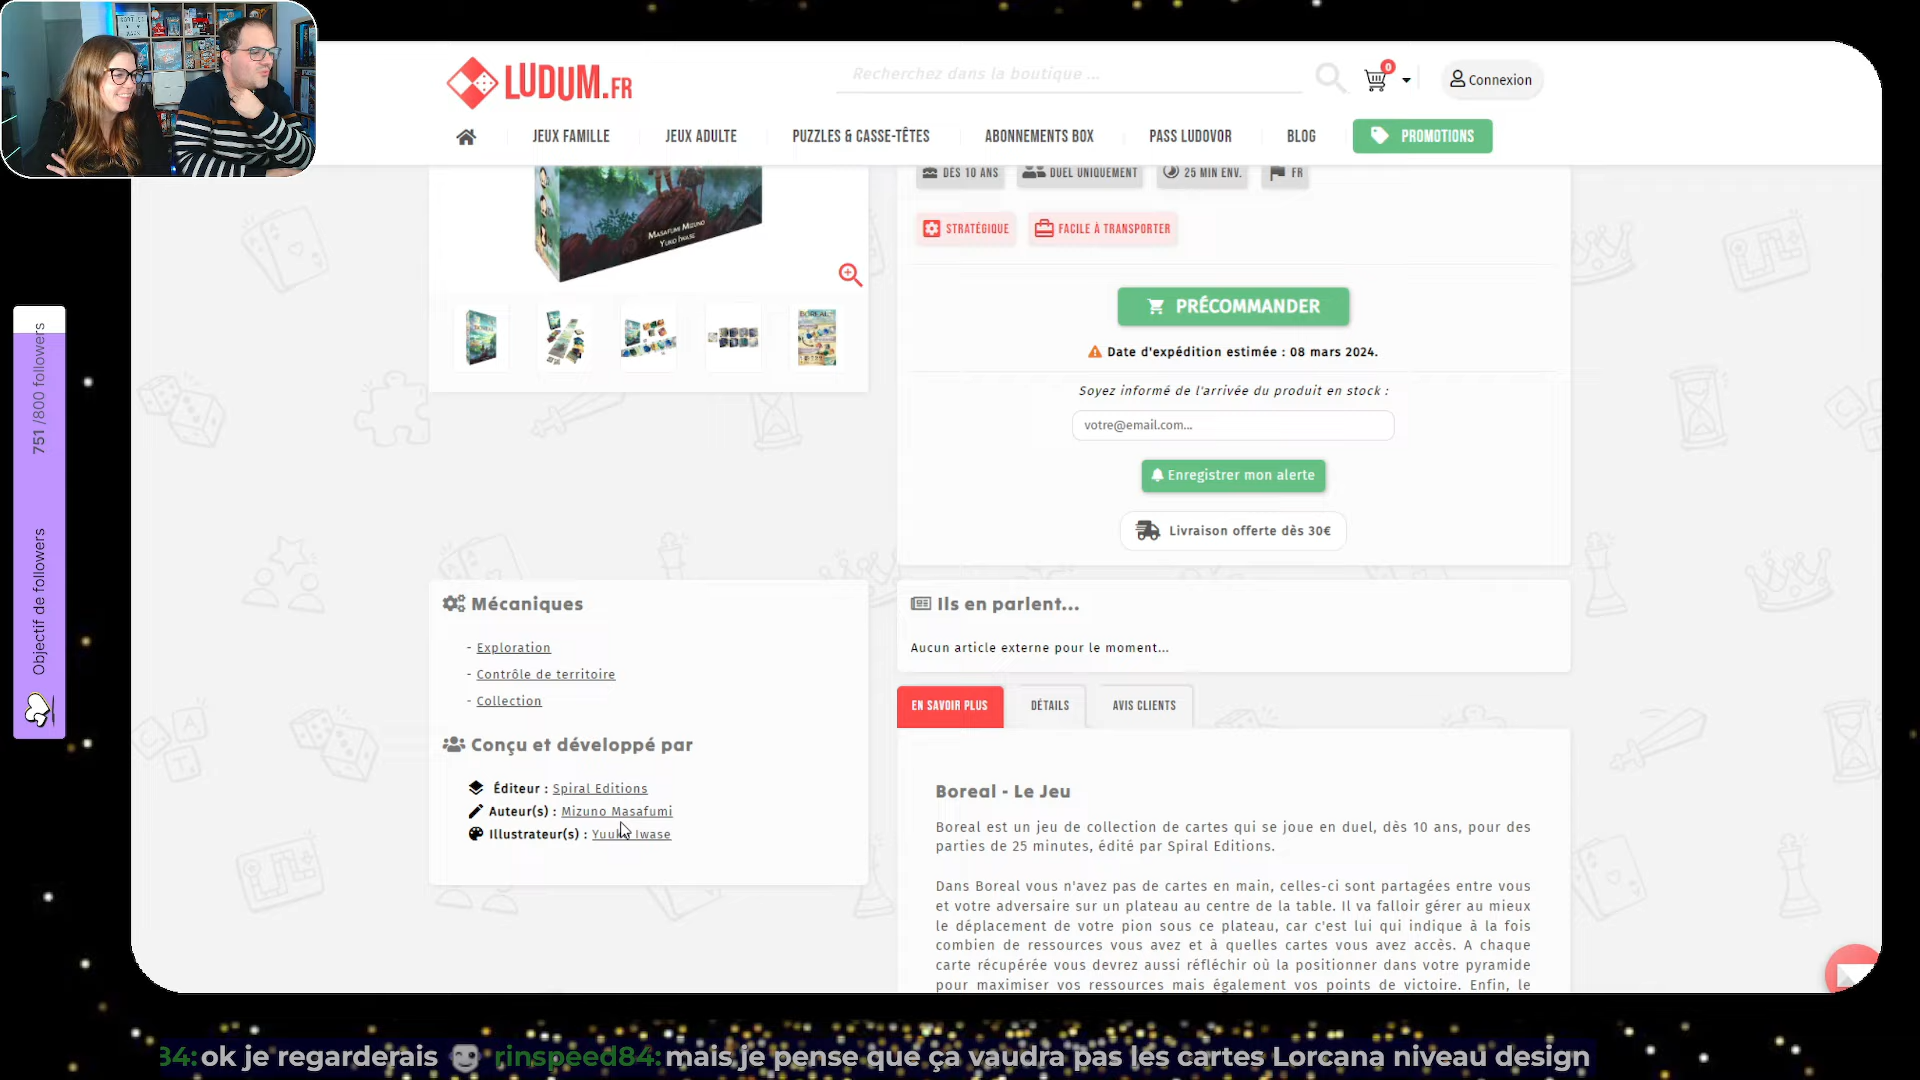 LUDUM.FR
Recherchez dans la boutique ...
0
Connexion
JEUX FAMILLE
JEUX ADULTE
PUZZLES & CASSE-TÊTES
ABONNEMENTS BOX
PASS LUDOVOR
BLOG
PROMOTIONS
MASAFUMI MIZUNO
YUKO IWASE
DÈS 10 ANS
DUEL UNIQUEMENT
25 MIN ENV.
FR
STRATÉGIQUE
FACILE À TRANSPORTER
PRÉCOMMANDER
Date d'expédition estimée : 08 mars 2024.
Soyez informé de l'arrivée du produit en stock :
votre@email.com...
Enregistrer mon alerte
Livraison offerte dès 30€
Mécaniques
- Exploration
- Contrôle de territoire
- Collection
Conçu et développé par
Éditeur : Spiral Editions
Auteur(s) : Mizuno Masafumi
Illustrateur(s) : Yuuko Iwase
Ils en parlent...
Aucun article externe pour le moment...
EN SAVOIR PLUS
DÉTAILS
AVIS CLIENTS
Boreal - Le Jeu
Boreal est un jeu de collection de cartes qui se joue en duel, dès 10 ans, pour des
parties de 25 minutes, édité par Spiral Editions.
Dans Boreal vous n'avez pas de cartes en main, celles-ci sont partagées entre vous
et votre adversaire sur un plateau au centre de la table. Il va falloir gérer au mieux
le déplacement de votre pion sous ce plateau, car c'est lui qui indique à la fois
combien de ressources vous avez et à quelles cartes vous avez accès. A chaque
carte récupérée vous devrez aussi réfléchir où la positionner dans votre pyramide
pour maximiser vos ressources mais également vos points de victoire. Enfin, le
Objectif de followers
751 /800 followers
84: ok je regarderais rinspeed84: mais je pense que ça vaudra pas les cartes Lorcana niveau design